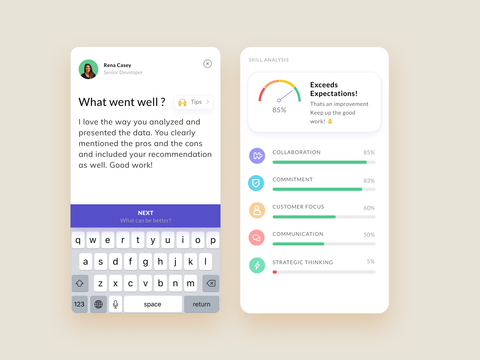 Rena Casey
Senior Developer
What went well ?
Tips
I love the way you analyzed and
presented the data. You clearly
mentioned the pros and the cons
and included your recommendation
as well. Good work!
NEXT
What can be better?
q w e r t y u i o p
a s d f g h j k l
z x c v b n m
123 space return
SKILL ANALYSIS
85%
Exceeds
Expectations!
Thats an improvement
Keep up the good
work!
COLLABORATION 85%
COMMITMENT 83%
CUSTOMER FOCUS 60%
COMMUNICATION 50%
STRATEGIC THINKING 5%